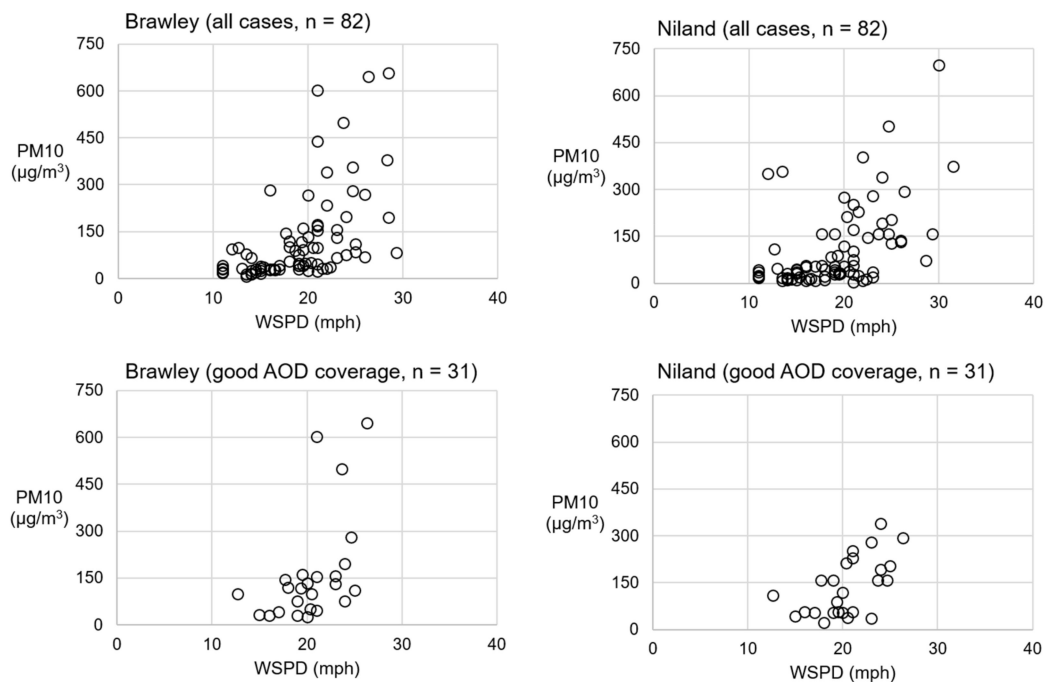 Brawley (all cases, n = 82)
750
600
450
300
150
0
PM10
(µg/m³)
0 10 20 30 40
WSPD (mph)
Niland (all cases, n = 82)
750
600
450
300
150
0
PM10
(µg/m³)
0 10 20 30 40
WSPD (mph)
Brawley (good AOD coverage, n = 31)
750
600
450
300
150
0
PM10
(µg/m³)
0 10 20 30 40
WSPD (mph)
Niland (good AOD coverage, n = 31)
750
600
450
300
150
0
PM10
(µg/m³)
0 10 20 30 40
WSPD (mph)